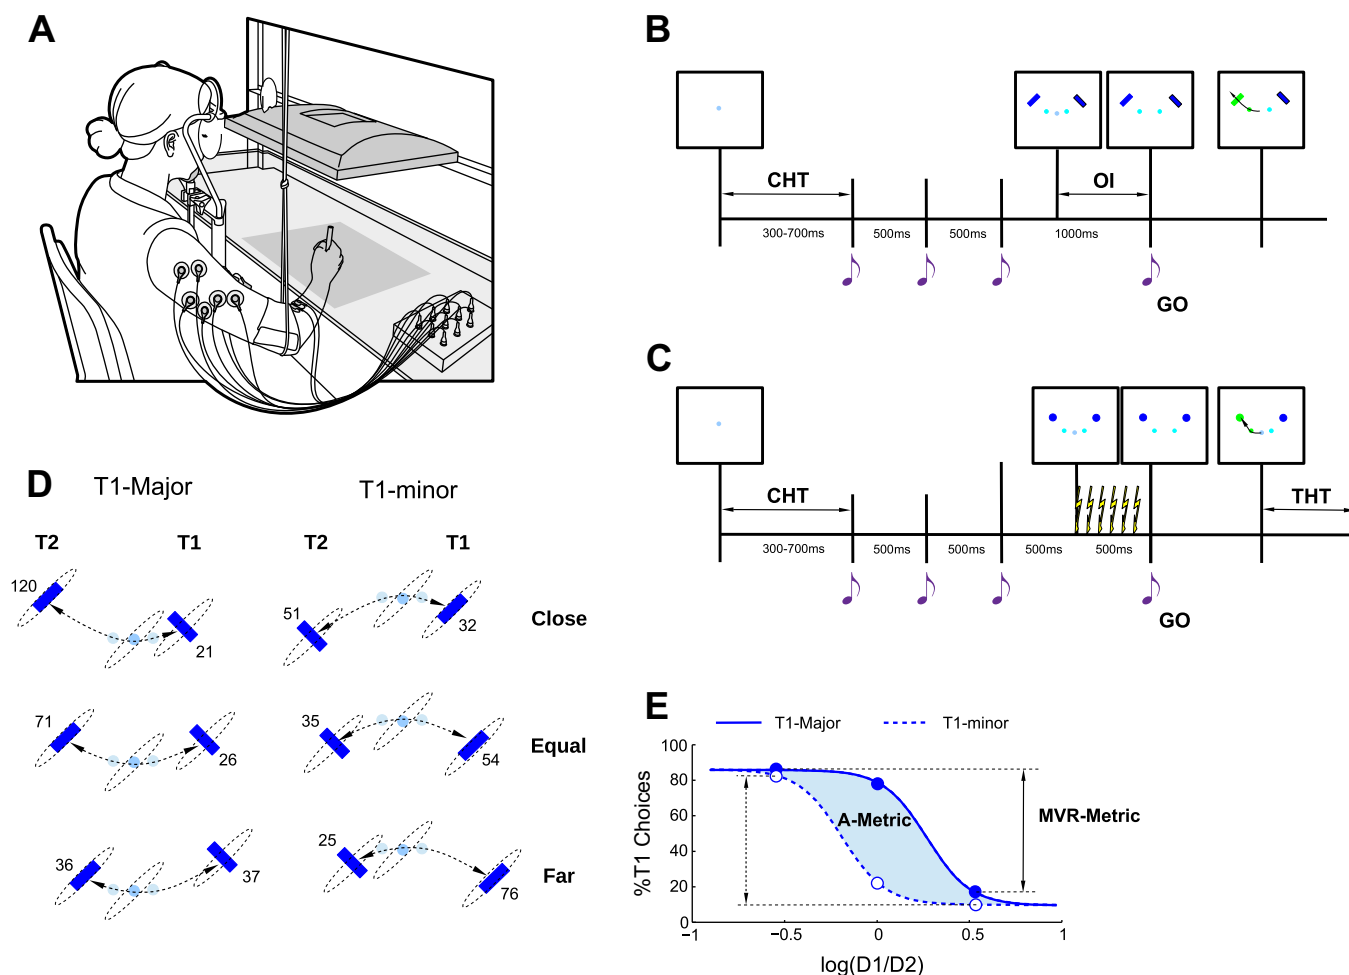 A
B
CHT
OI
300-700ms
500ms
500ms
1000ms
GO
C
CHT
THT
300-700ms
500ms
500ms
500ms
500ms
GO
D
T1-Major
T1-minor
T2
T1
T2
T1
120
21
51
32
Close
71
26
35
54
Equal
36
37
25
76
Far
E
T1-Major
T1-minor
%T1 Choices
100
80
60
40
20
0
A-Metric
MVR-Metric
−1
−0.5
0
0.5
1
log(D1/D2)